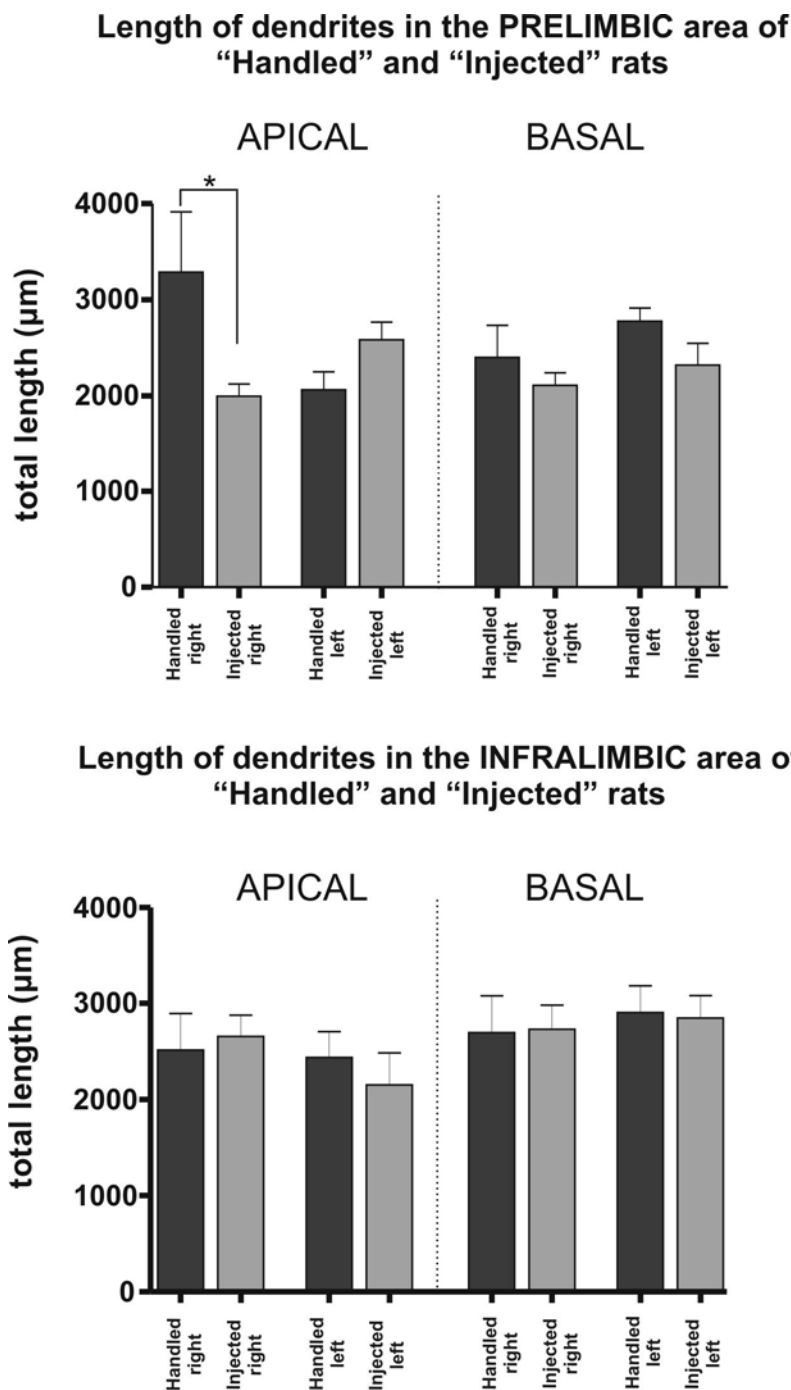 Length of dendrites in the PRELIMBIC area of
“Handled” and “Injected” rats
APICAL
BASAL
*
total length (µm)
4000
3000
2000
1000
0
Handled
right
Injected
right
Handled
left
Injected
left
Handled
right
Injected
right
Handled
left
Injected
left
Length of dendrites in the INFRALIMBIC area of
“Handled” and “Injected” rats
APICAL
BASAL
total length (µm)
4000
3000
2000
1000
0
Handled
right
Injected
right
Handled
left
Injected
left
Handled
right
Injected
right
Handled
left
Injected
left